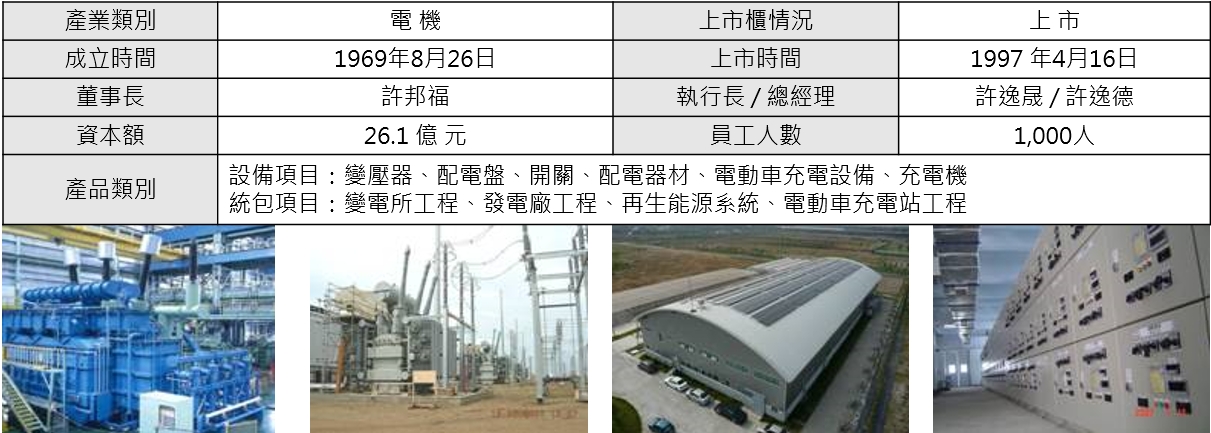 產業類別 電 機 上市櫃情況 上 市
成立時間 1969年8月26日 上市時間 1997 年4月16日
董事長 許邦福 執行長 / 總經理 許逸晟 / 許逸德
資本額 26.1 億 元 員工人數 1,000人
產品類別
設備項目：變壓器、配電盤、開關、配電器材、電動車充電設備、充電機
統包項目：變電所工程、發電廠工程、再生能源系統、電動車充電站工程